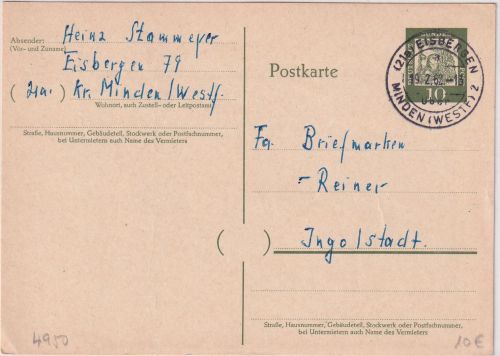 Absender:
(Vor- und Zuname)
Heinz Stammeyer
Eisbergen 79
(21a) Kr. Minden/Westf.
Wohnort, auch Zustell- oder Leitpostamt
Straße, Hausnummer, Gebäudeteil, Stockwerk oder Postfachnummer,
bei Untermietern auch Name des Vermieters
4950
Postkarte
(21a) EISBERGEN
MINDEN (WESTF) 2
10
Fa. Briefmarken
- Reiner
Ingolstadt.
( )
Straße, Hausnummer, Gebäudeteil, Stockwerk oder Postfachnummer,
bei Untermietern auch Name des Vermieters
10€